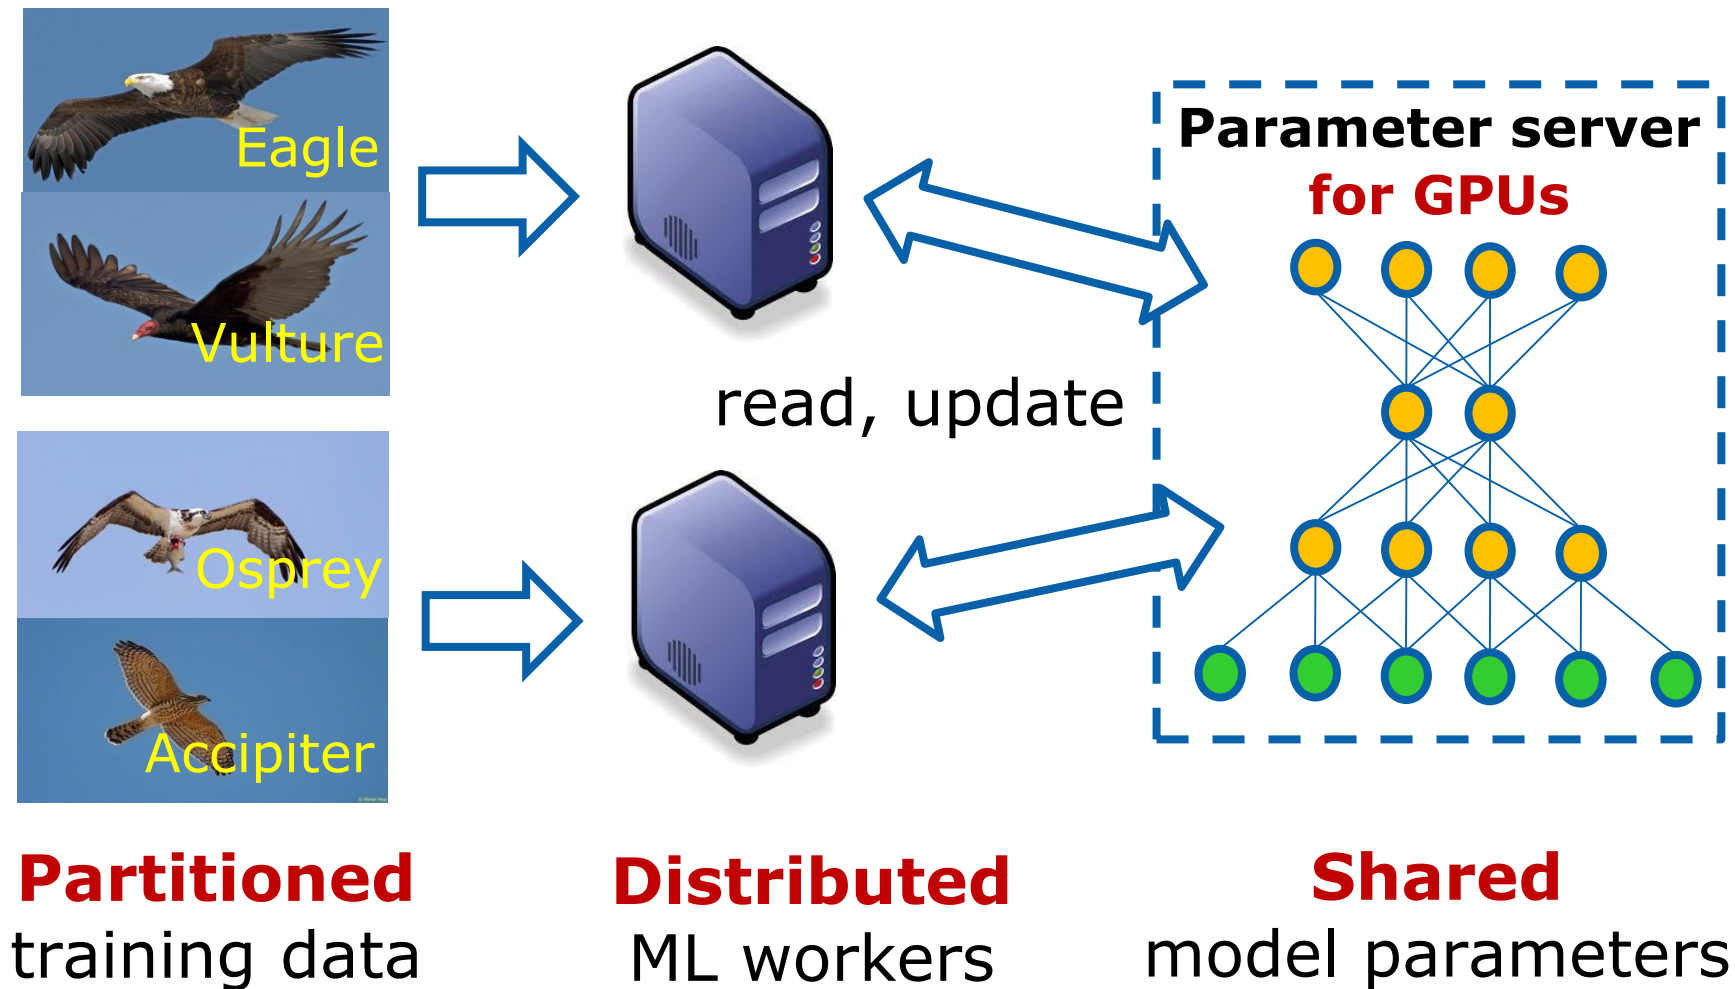 Eagle
Vulture
Osprey
Accipiter
read, update
Parameter server
for GPUs
Partitioned
training data
Distributed
ML workers
Shared
model parameters